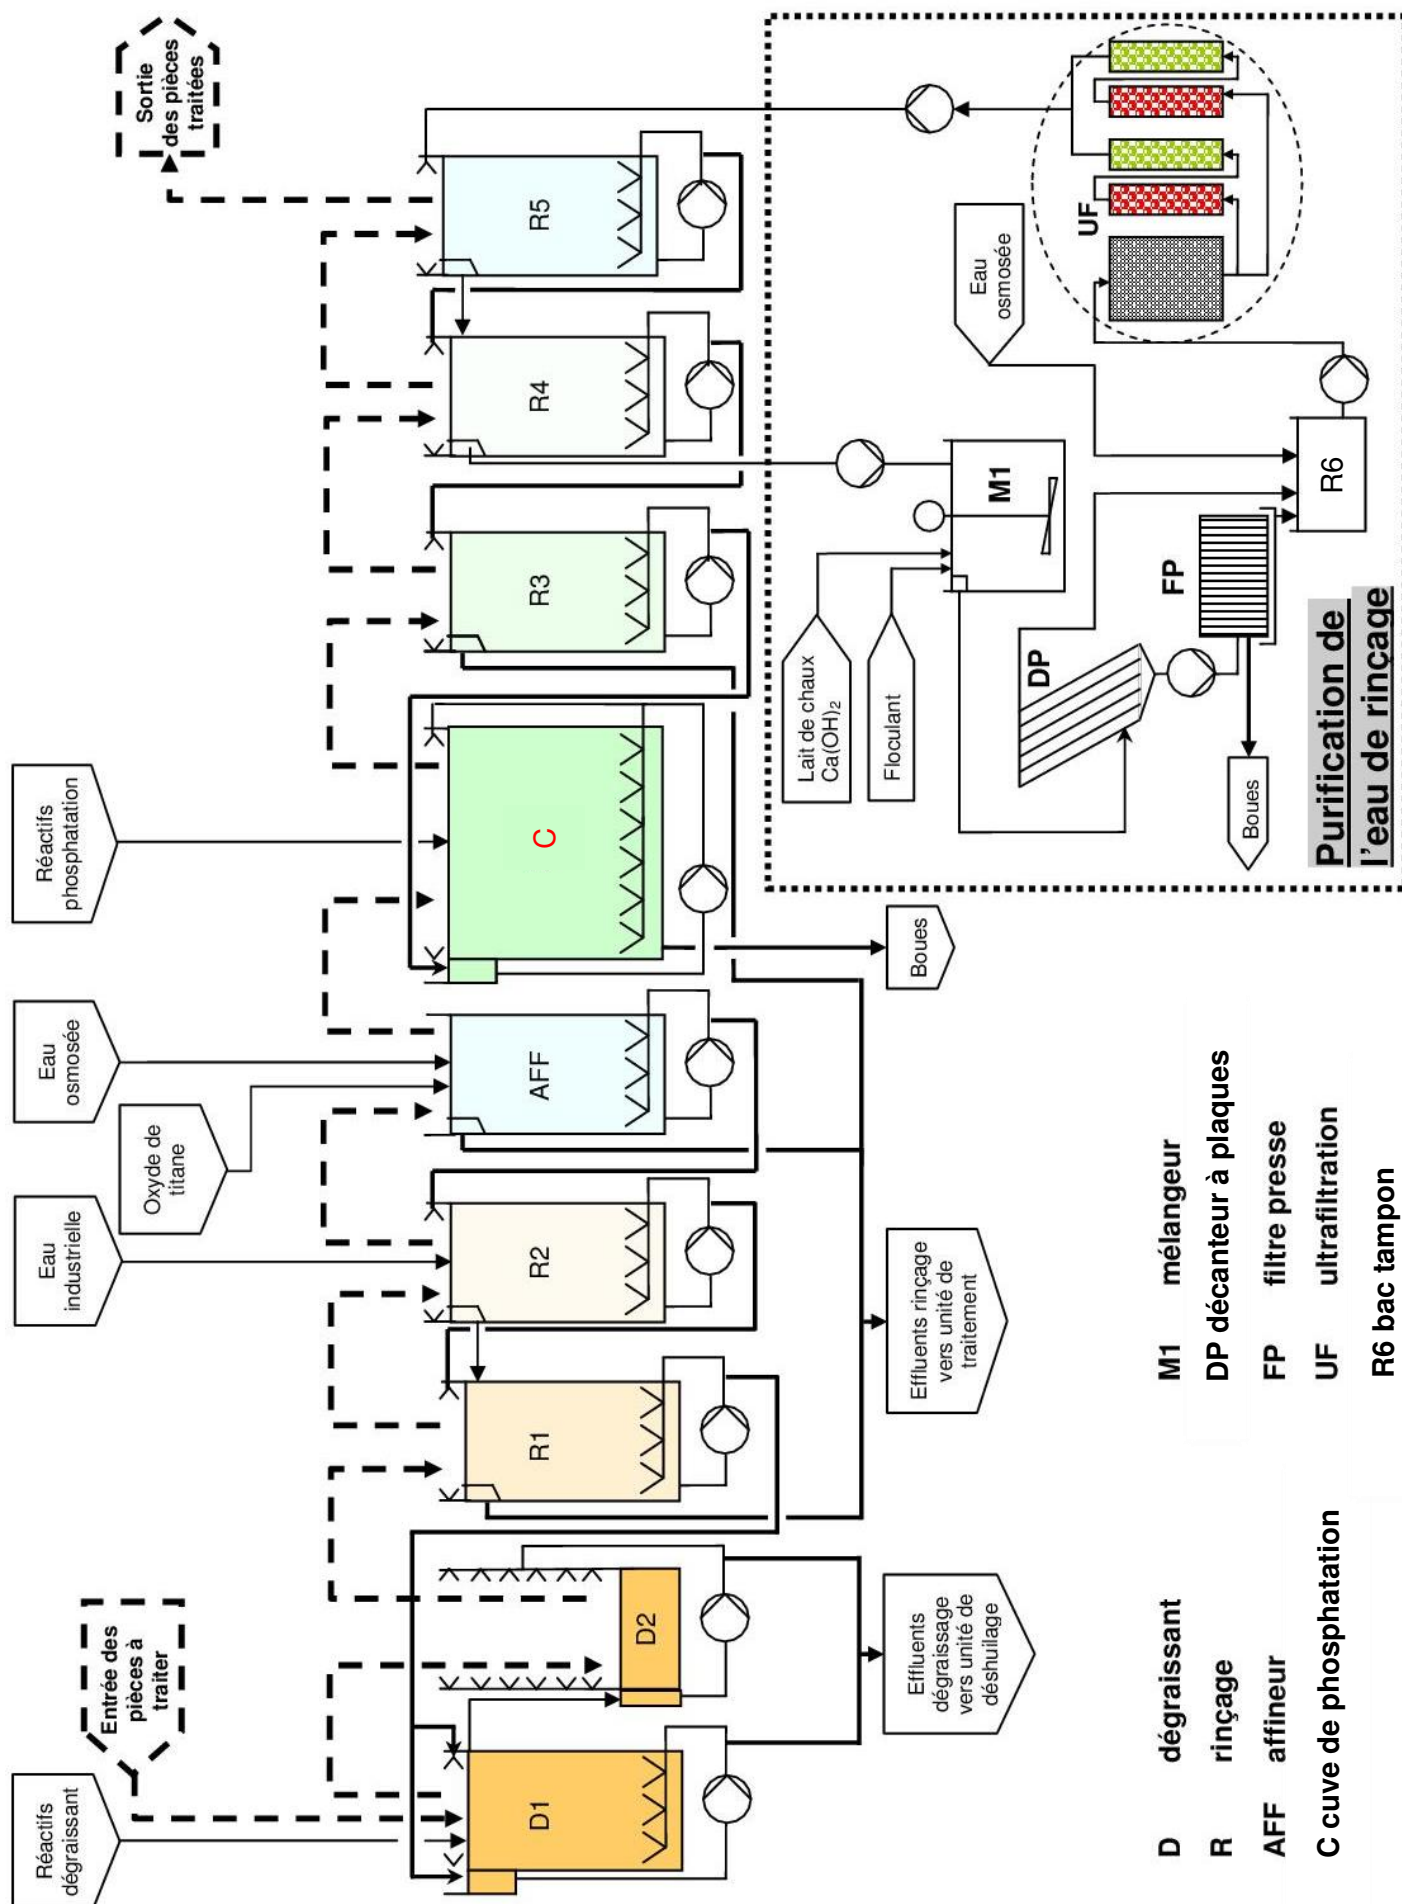 Réactifs
dégraissant
Entrée des
pièces à
traiter
Eau
industrielle
Oxyde de
titane
Eau
osmosée
Réactifs
phosphatation
Sortie
des pièces
traitées
D1
D2
R1
R2
AFF
C
R3
R4
R5
Effluents
dégraissage
vers unité de
déshuilage
Effluents rinçage
vers unité de
traitement
Boues
Lait de chaux
Ca(OH)₂
Floculant
M1
Eau
osmosée
UF
DP
FP
R6
Boues
Purification de
l'eau de rinçage
D dégraissant
R rinçage
AFF affineur
C cuve de phosphatation
M1 mélangeur
DP décanteur à plaques
FP filtre presse
UF ultrafiltration
R6 bac tampon